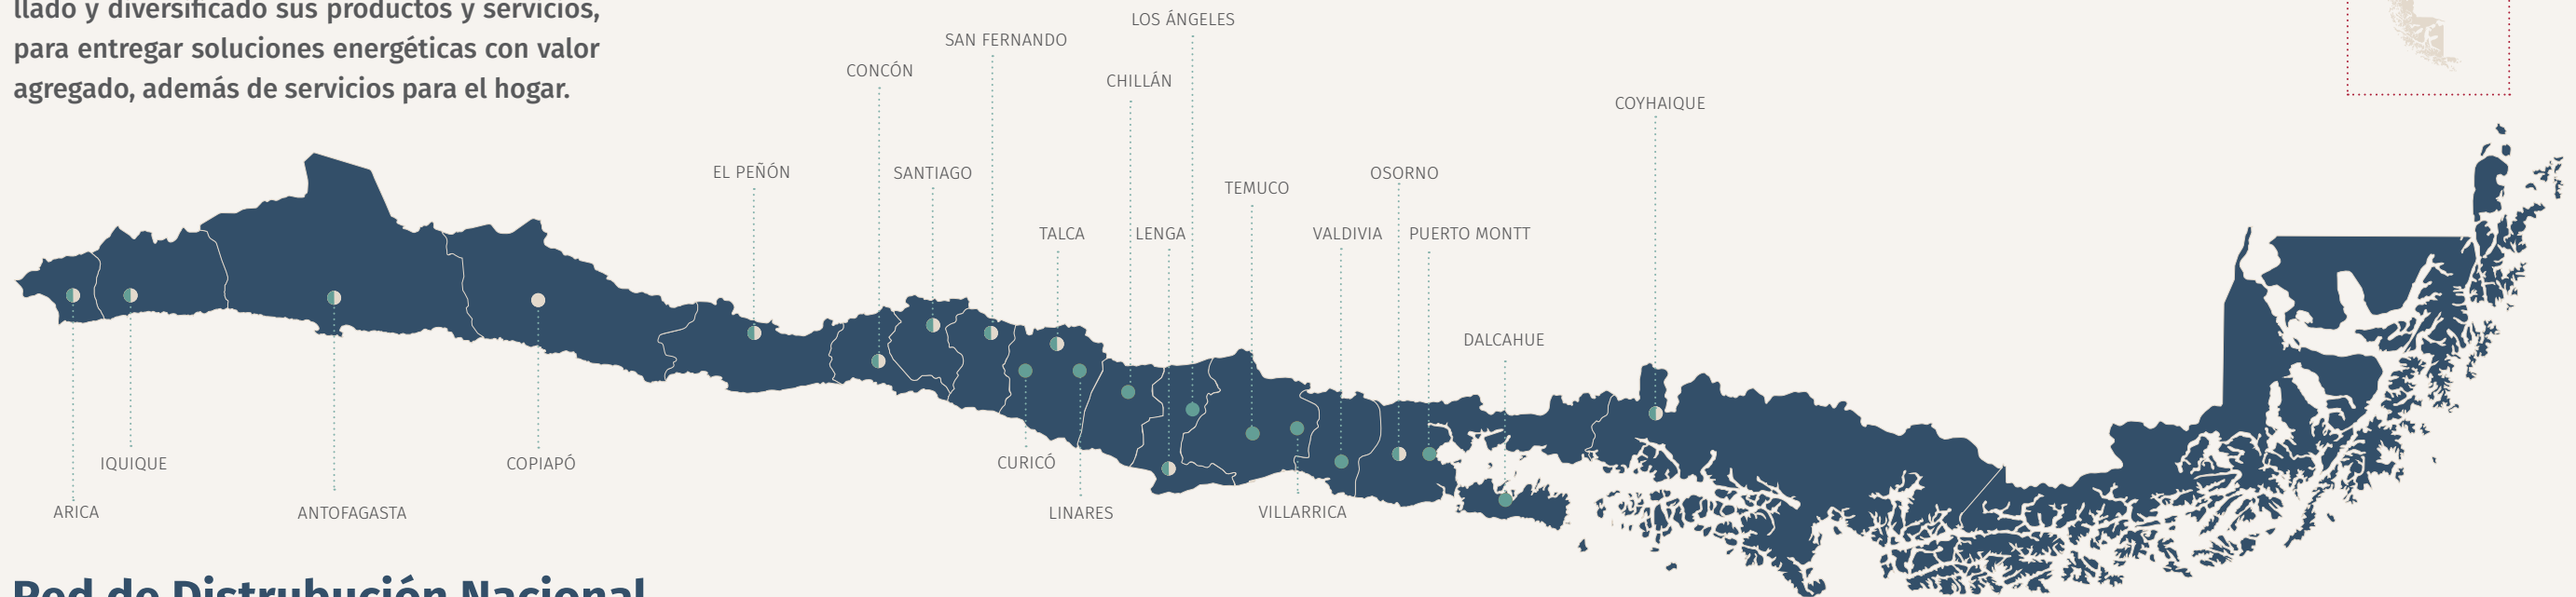 llado y diversificado sus productos y servicios,
para entregar soluciones energéticas con valor
agregado, además de servicios para el hogar.
LOS ÁNGELES
SAN FERNANDO
CONCÓN
CHILLÁN
COYHAIQUE
EL PEÑÓN
SANTIAGO
OSORNO
TEMUCO
TALCA
LENGA
VALDIVIA
PUERTO MONTT
DALCAHUE
IQUIQUE
COPIAPÓ
CURICÓ
ARICA
ANTOFAGASTA
LINARES
VILLARRICA
Red de Distrubución Nacional